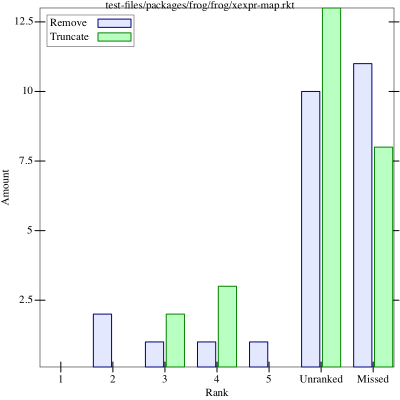 test-files/packages/frog/frog/xexpr-map.rkt
12.5
Remove
Truncate
10
7.5
Amount
5
2.5
1 2 3 4 5 Unranked Missed
Rank